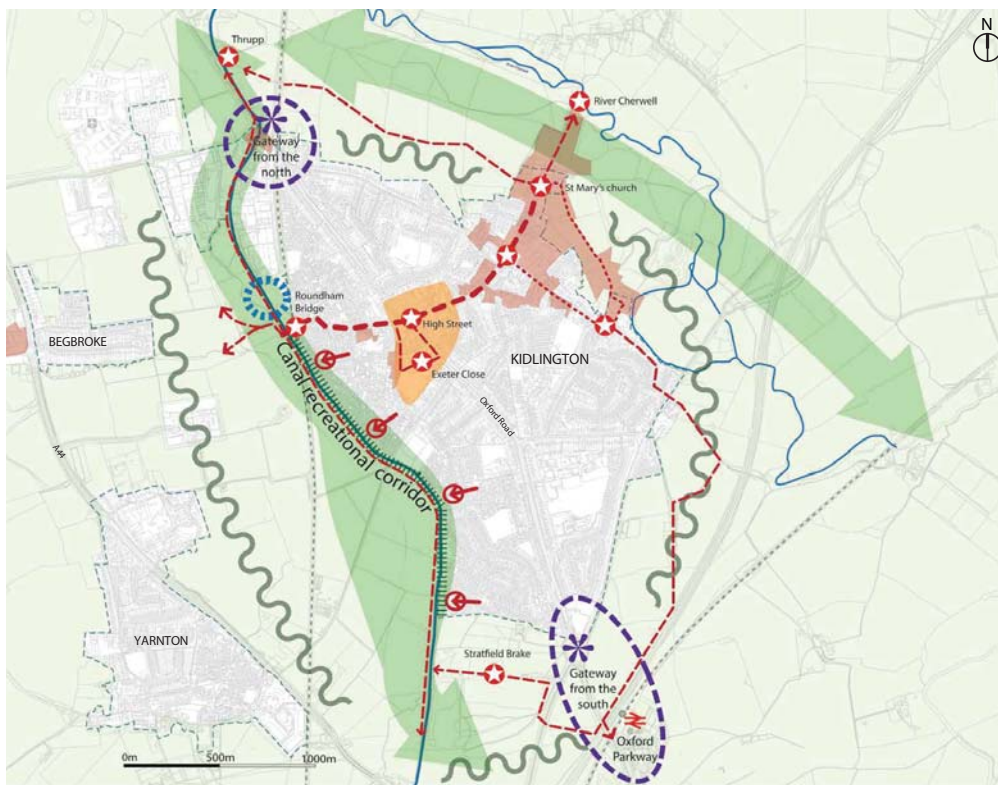 N
Thrupp
River Cherwell
Gateway
from the
north
St Mary's church
Roundham
Bridge
High Street
BEGBROKE
KIDLINGTON
Exeter Close
Oxford Road
Canal recreational corridor
A44
YARNTON
Stratfield Brake
Gateway
from the
south
Oxford
Parkway
0m
500m
1000m